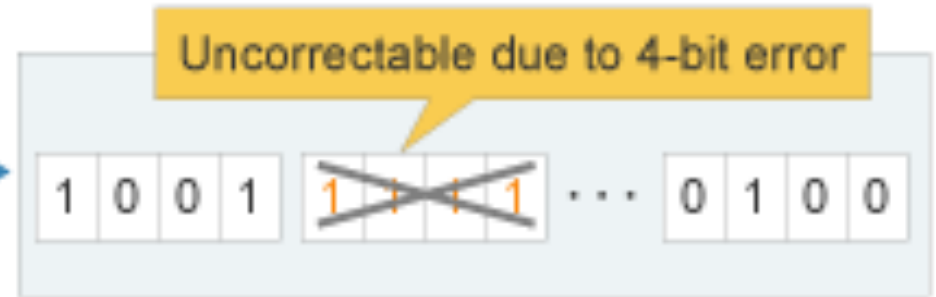 Uncorrectable due to 4-bit error
1 0 0 1 1 1 1 1 ... 0 1 0 0